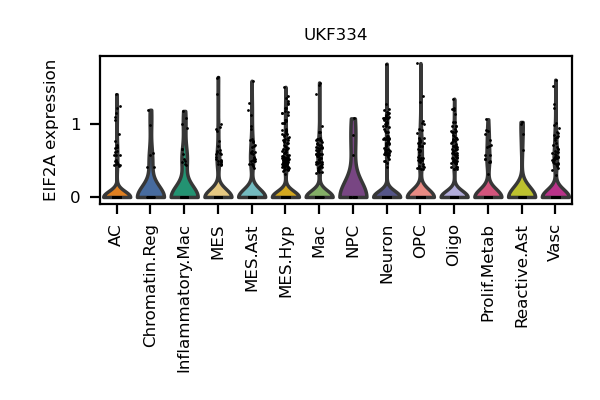 UKF334
EIF2A expression
1
0
AC
Chromatin.Reg
Inflammatory.Mac
MES
MES.Ast
MES.Hyp
Mac
NPC
Neuron
OPC
Oligo
Prolif.Metab
Reactive.Ast
Vasc